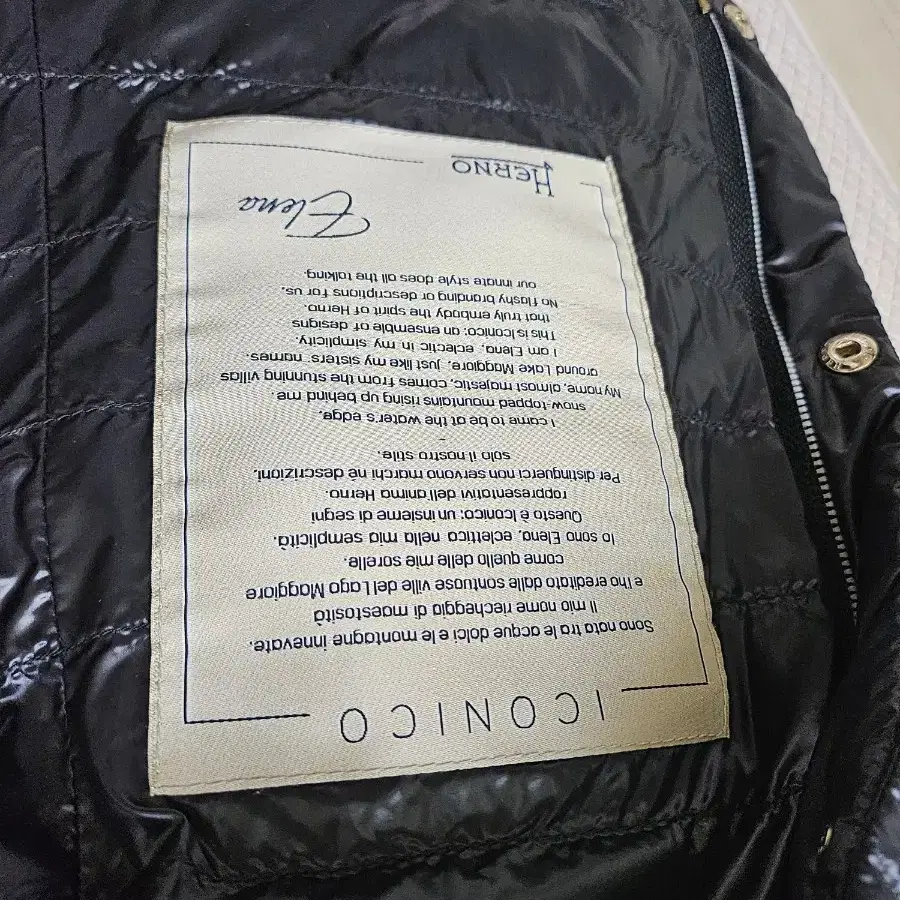 ICONICO
Sono nata tra le acque dolci e le montagne innevate.
Il mio nome riecheggia di maestosità
e l'ho ereditato dalle sontuose ville del Lago Maggiore
come quello delle mie sorelle.
Io sono Elena, eclettica nella mia semplicità.
Questo è Iconico: un insieme di segni
rappresentativi dell'anima Herno.
Per distinguerci non servono marchi nè descrizioni,
solo il nostro stile.
-
I came to be at the water's edge,
snow-topped mountains rising up behind me.
My name, almost majestic, comes from the stunning villas
around Lake Maggiore, just like my sisters' names.
I am Elena, eclectic in my simplicity.
This is Iconico: an ensemble of designs
that truly embody the spirit of Herno.
No flashy branding or descriptions for us,
our innate style does all the talking.
Elena
HERNO